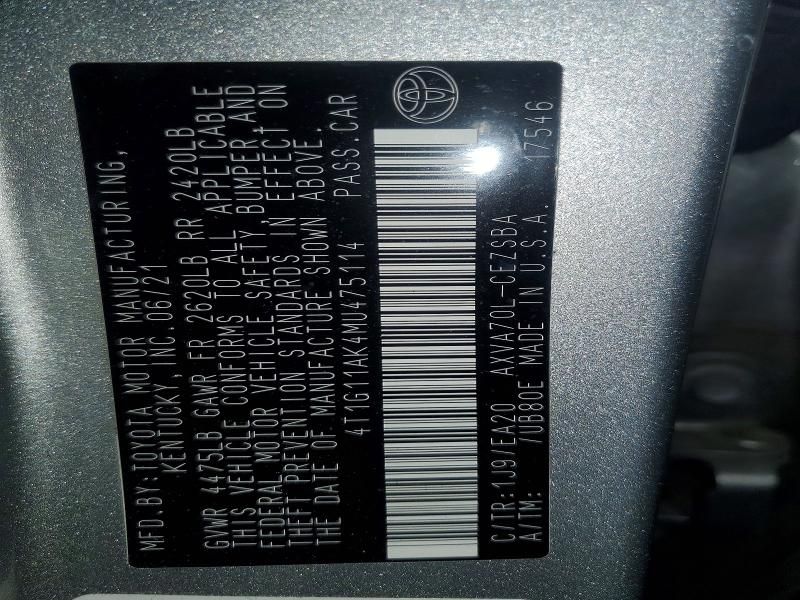 MFD.BY:TOYOTA MOTOR MANUFACTURING,
KENTUCKY, INC. 06/21
GVWR 4475LB GAWR FR 2620LB RR 2420LB
THIS VEHICLE CONFORMS TO ALL APPLICABLE
FEDERAL MOTOR VEHICLE SAFETY, BUMPER, AND
THEFT PREVENTION STANDARDS IN EFFECT ON
THE DATE OF MANUFACTURE SHOWN ABOVE.
4T1G11AK4MU475114 PASS.CAR
C/TR:1J9/EA20 AXVA70L-CEZSBA
A/TM: /UB80E MADE IN U.S.A. 17546